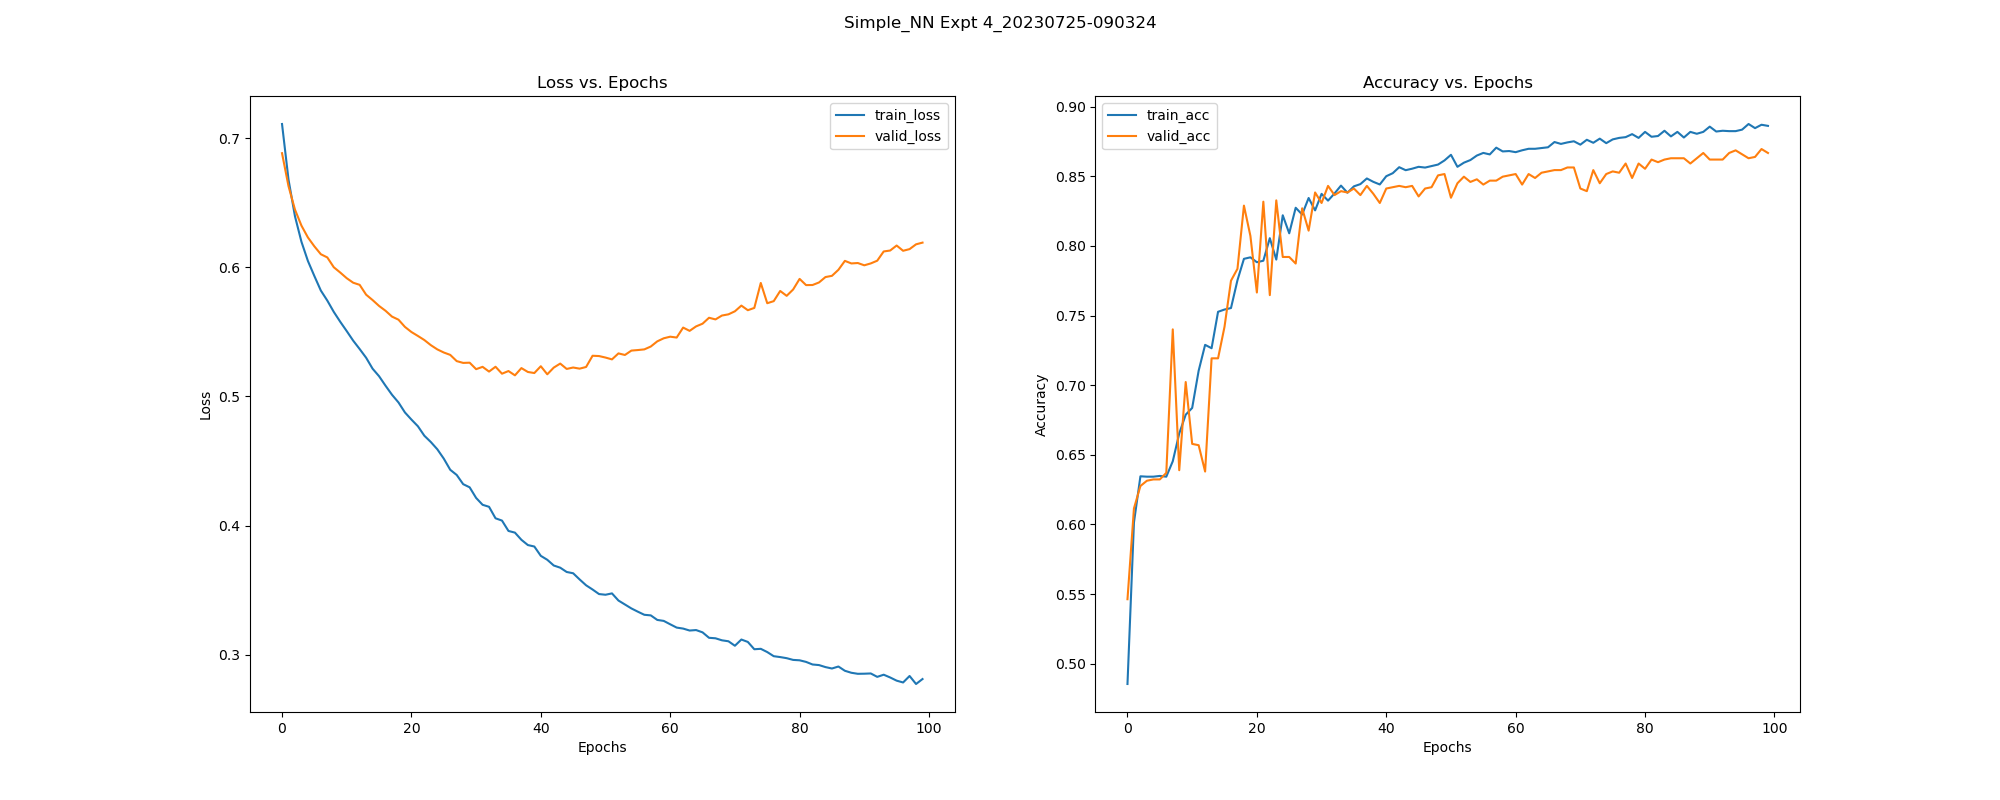 Simple_NN Expt 4_20230725-090324
Loss vs. Epochs
train_loss
valid_loss
0.7
0.6
0.5
0.4
0.3
Loss
0 20 40 60 80 100
Epochs
Accuracy vs. Epochs
train_acc
valid_acc
0.90
0.85
0.80
0.75
0.70
0.65
0.60
0.55
0.50
Accuracy
0 20 40 60 80 100
Epochs